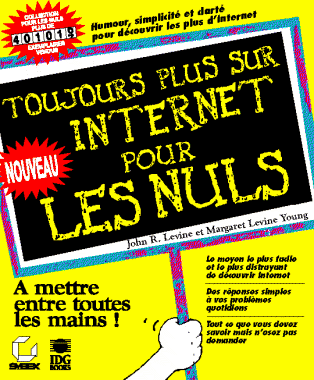 COLLECTION
POUR LES NULS
PLUS DE
EXEMPLAIRES
VENDUS
Humour, simplicité et clarté
pour découvrir les plus d'Internet
TOUJOURS PLUS SUR
INTERNET
POUR
LES NULS
NOUVEAU
John R. Levine et Margaret Levine Young
A mettre
entre toutes
les mains !
Le moyen le plus facile
et le plus distrayant
de découvrir Internet
Des réponses simples
à vos problèmes
quotidiens
Tout ce que vous devez
savoir mais n'osez pas
demander
SYBEX
IDG
BOOKS